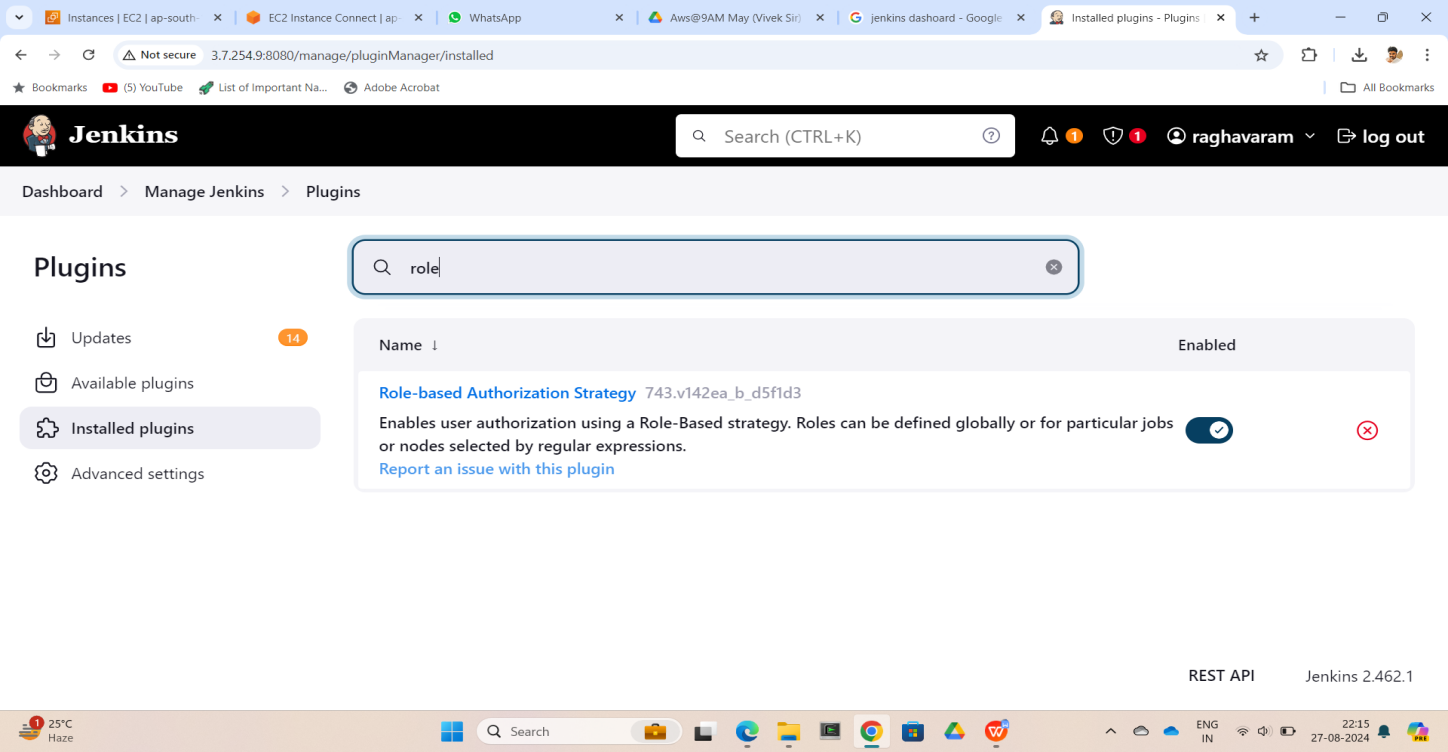 Instances | EC2 | ap-south-
EC2 Instance Connect | ap-
WhatsApp
Aws@9AM May (Vivek Sir)
jenkins dashoard - Google
Installed plugins - Plugins
Not secure
3.7.254.9:8080/manage/pluginManager/installed
Bookmarks
(5) YouTube
List of Important Na...
Adobe Acrobat
All Bookmarks
Jenkins
Search (CTRL+K)
?
1
1
raghavaram
log out
Dashboard
Manage Jenkins
Plugins
Plugins
role
Updates
14
Available plugins
Installed plugins
Advanced settings
Name ↓
Enabled
Role-based Authorization Strategy 743.v142ea_b_d5f1d3
Enables user authorization using a Role-Based strategy. Roles can be defined globally or for particular jobs
or nodes selected by regular expressions.
Report an issue with this plugin
REST API
Jenkins 2.462.1
1
25°C
Haze
Search
PRE
ENG
IN
22:15
27-08-2024